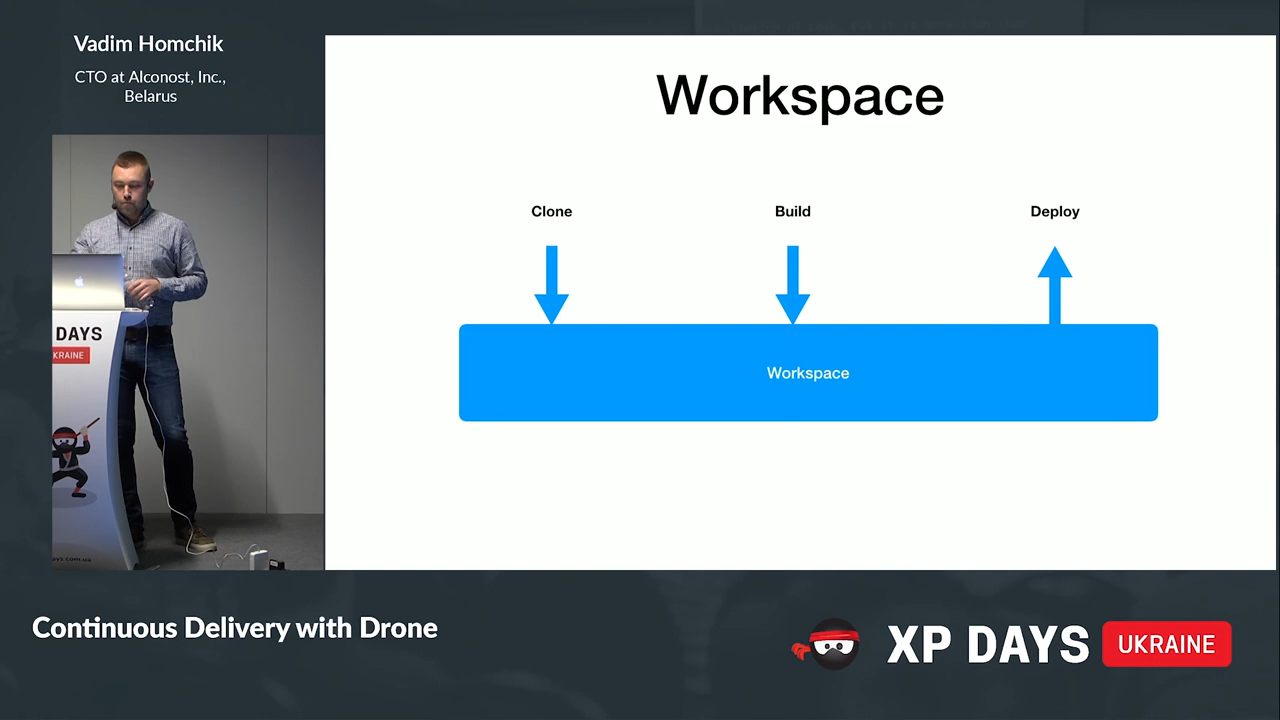 Vadim Homchik
CTO at Alconost, Inc.,
Belarus
Workspace
Clone
Build
Deploy
Workspace
DAYS
KRAINE
Continuous Delivery with Drone
XP DAYS
UKRAINE